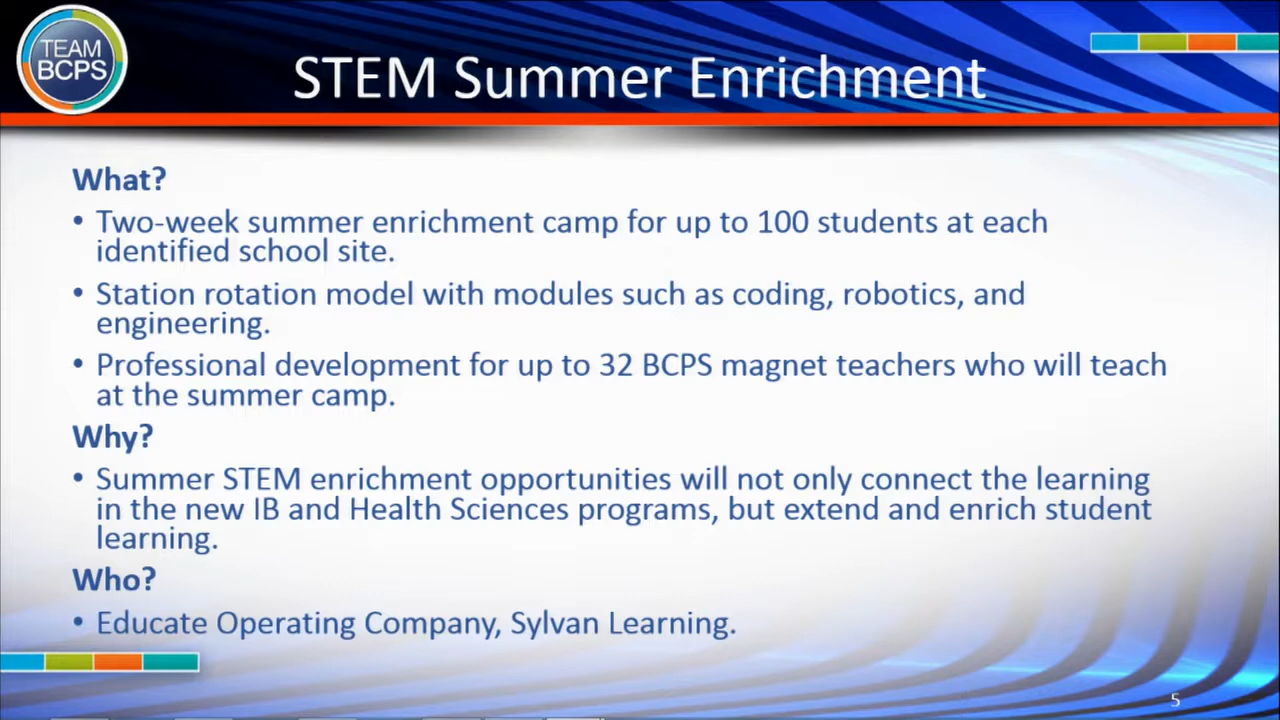 TEAM
BCPS
STEM Summer Enrichment
What?
• Two-week summer enrichment camp for up to 100 students at each
identified school site.
• Station rotation model with modules such as coding, robotics, and
engineering.
• Professional development for up to 32 BCPS magnet teachers who will teach
at the summer camp.
Why?
• Summer STEM enrichment opportunities will not only connect the learning
in the new IB and Health Sciences programs, but extend and enrich student
learning.
Who?
• Educate Operating Company, Sylvan Learning.
5